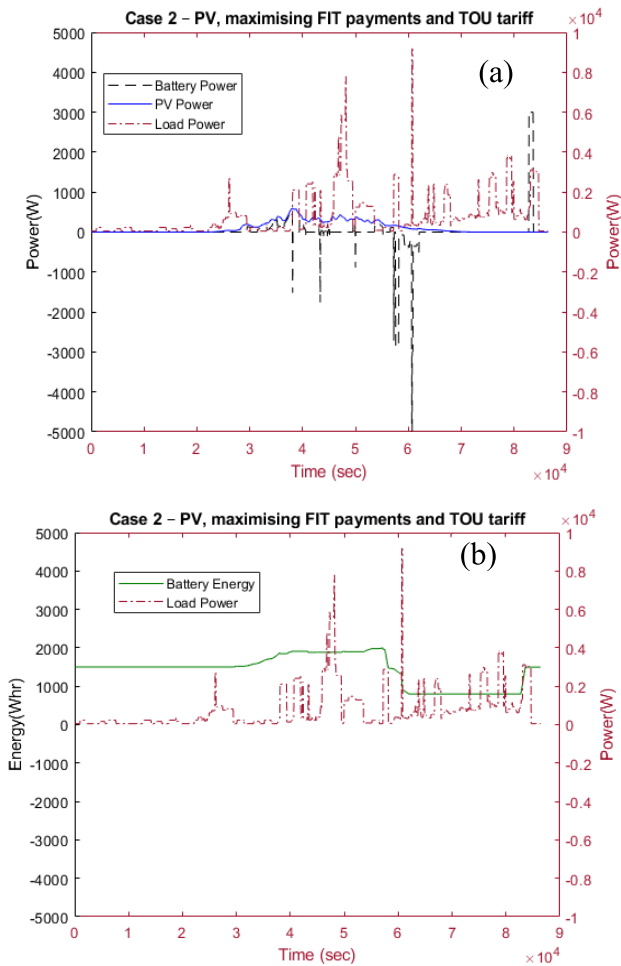 Case 2 – PV, maximising FIT payments and TOU tariff
×10⁴
(a)
Battery Power
PV Power
Load Power
5000
4000
3000
2000
1000
0
-1000
-2000
-3000
-4000
-5000
Power(W)
1
0.8
0.6
0.4
0.2
0
-0.2
-0.4
-0.6
-0.8
-1
Power(W)
0 1 2 3 4 5 6 7 8 9
Time (sec)
×10⁴
Case 2 – PV, maximising FIT payments and TOU tariff
×10⁴
(b)
Battery Energy
Load Power
5000
4000
3000
2000
1000
0
-1000
-2000
-3000
-4000
-5000
Energy(Whr)
1
0.8
0.6
0.4
0.2
0
-0.2
-0.4
-0.6
-0.8
-1
Power(W)
0 1 2 3 4 5 6 7 8 9
Time (sec)
×10⁴